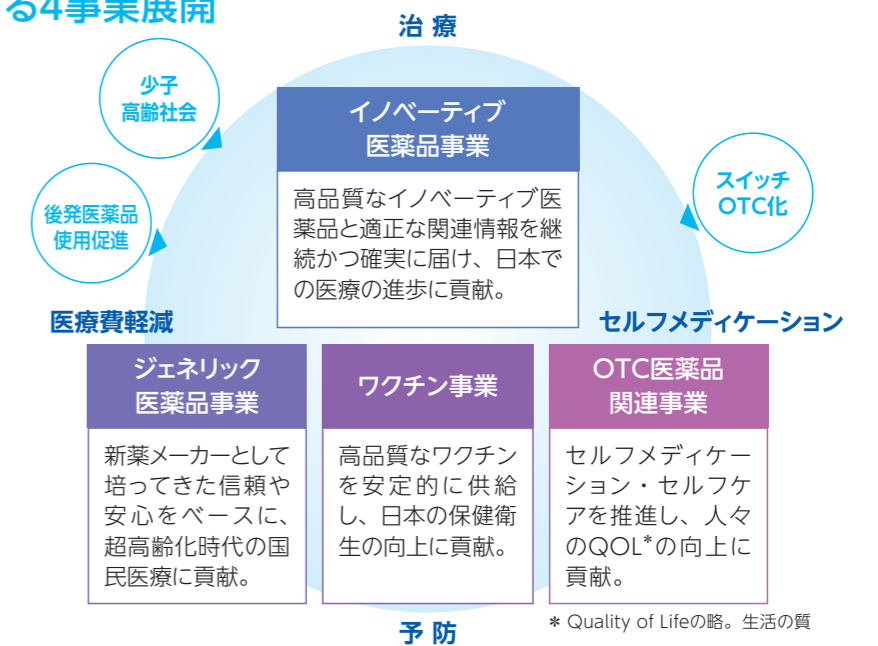 る4事業展開
治 療
少子
高齢社会
イノベーティブ
医薬品事業
高品質なイノベーティブ医
薬品と適正な関連情報を継
続かつ確実に届け、日本で
の医療の進歩に貢献。
後発医薬品
使用促進
スイッチ
OTC化
医療費軽減
セルフメディケーション
ジェネリック
医薬品事業
新薬メーカーとして
培ってきた信頼や
安心をベースに、
超高齢化時代の国
民医療に貢献。
ワクチン事業
高品質なワクチン
を安定的に供給
し、日本の保健衛
生の向上に貢献。
OTC医薬品
関連事業
セルフメディケー
ション・セルフケ
アを推進し、人々
のQOL*の向上に
貢献。
* Quality of Lifeの略。生活の質
予 防